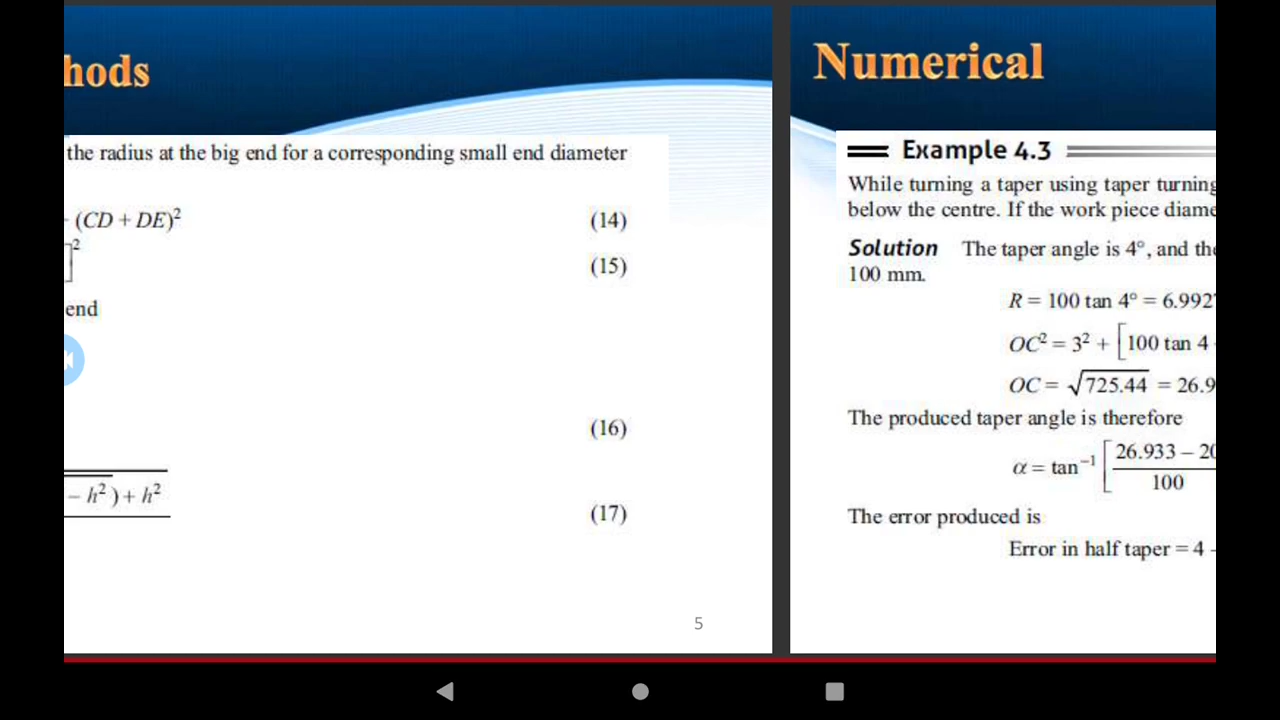 hods
the radius at the big end for a corresponding small end diameter
(CD + DE)² (14)
]² (15)
end
(16)
– h² ) + h²
(17)
5
Numerical
Example 4.3
While turning a taper using taper turning
below the centre. If the work piece diame
Solution The taper angle is 4°, and the
100 mm.
R = 100 tan 4° = 6.992
OC² = 3² + [100 tan 4
OC = √725.44 = 26.9
The produced taper angle is therefore
α = tan⁻¹ [ 26.933 – 20
100
The error produced is
Error in half taper = 4 -